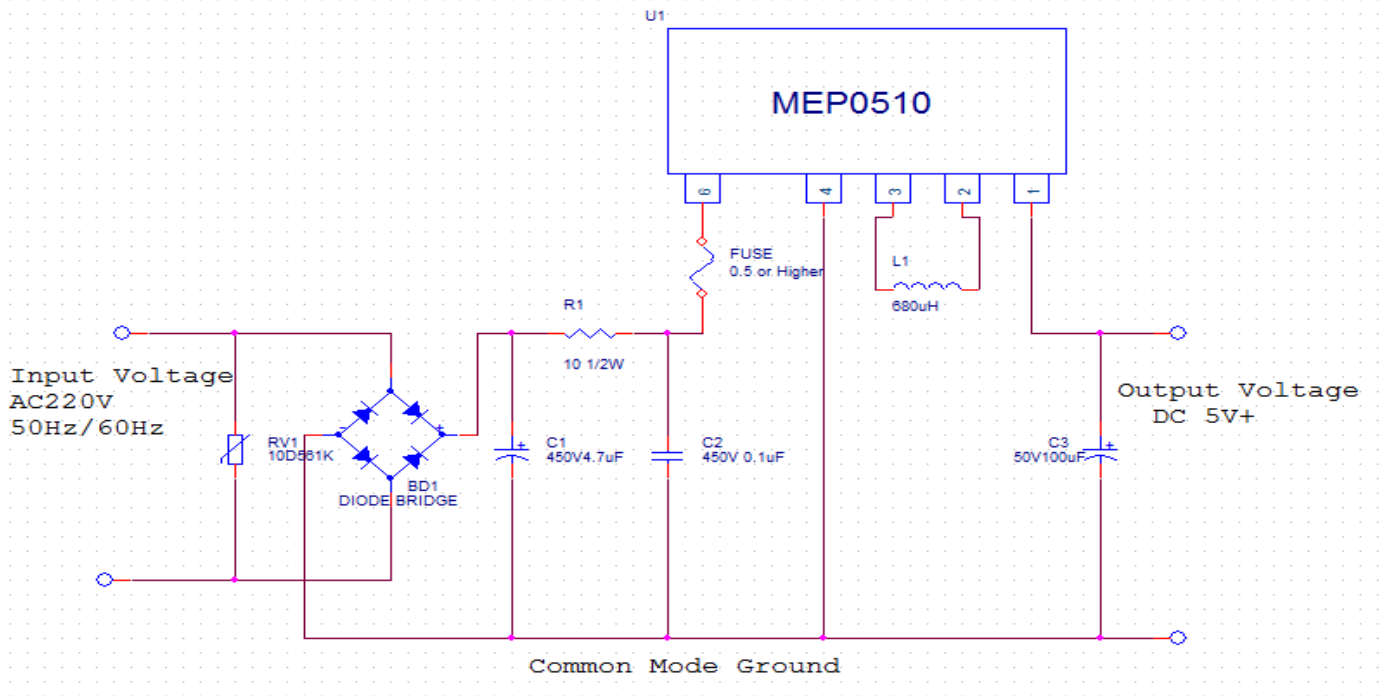 U1
MEP0510
6
4
3
2
1
FUSE
0.5 or Higher
L1
680uH
R1
10 1/2W
Input Voltage
AC220V
50Hz/60Hz
RV1
10D561K
-
+
BD1
DIODE BRIDGE
+
C1
450V4.7uF
C2
450V 0.1uF
+
C3
50V100uF
Output Voltage
DC 5V+
Common Mode Ground